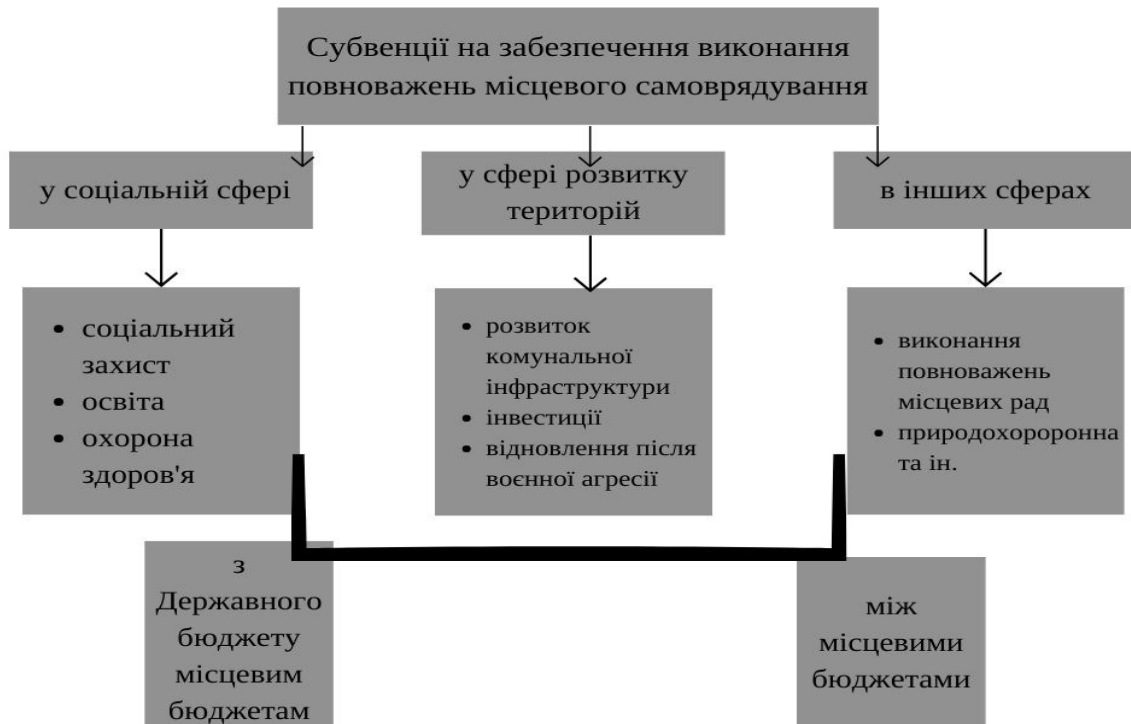 Субвенції на забезпечення виконання
повноважень місцевого самоврядування
у соціальній сфері
у сфері розвитку
територій
в інших сферах
• соціальний
захист
• освіта
• охорона
здоров'я
• розвиток
комунальної
інфраструктури
• інвестиції
• відновлення після
воєнної агресії
• виконання
повноважень
місцевих рад
• природохороронна
та ін.
з
Державного
бюджету
місцевим
бюджетам
між
місцевими
бюджетами